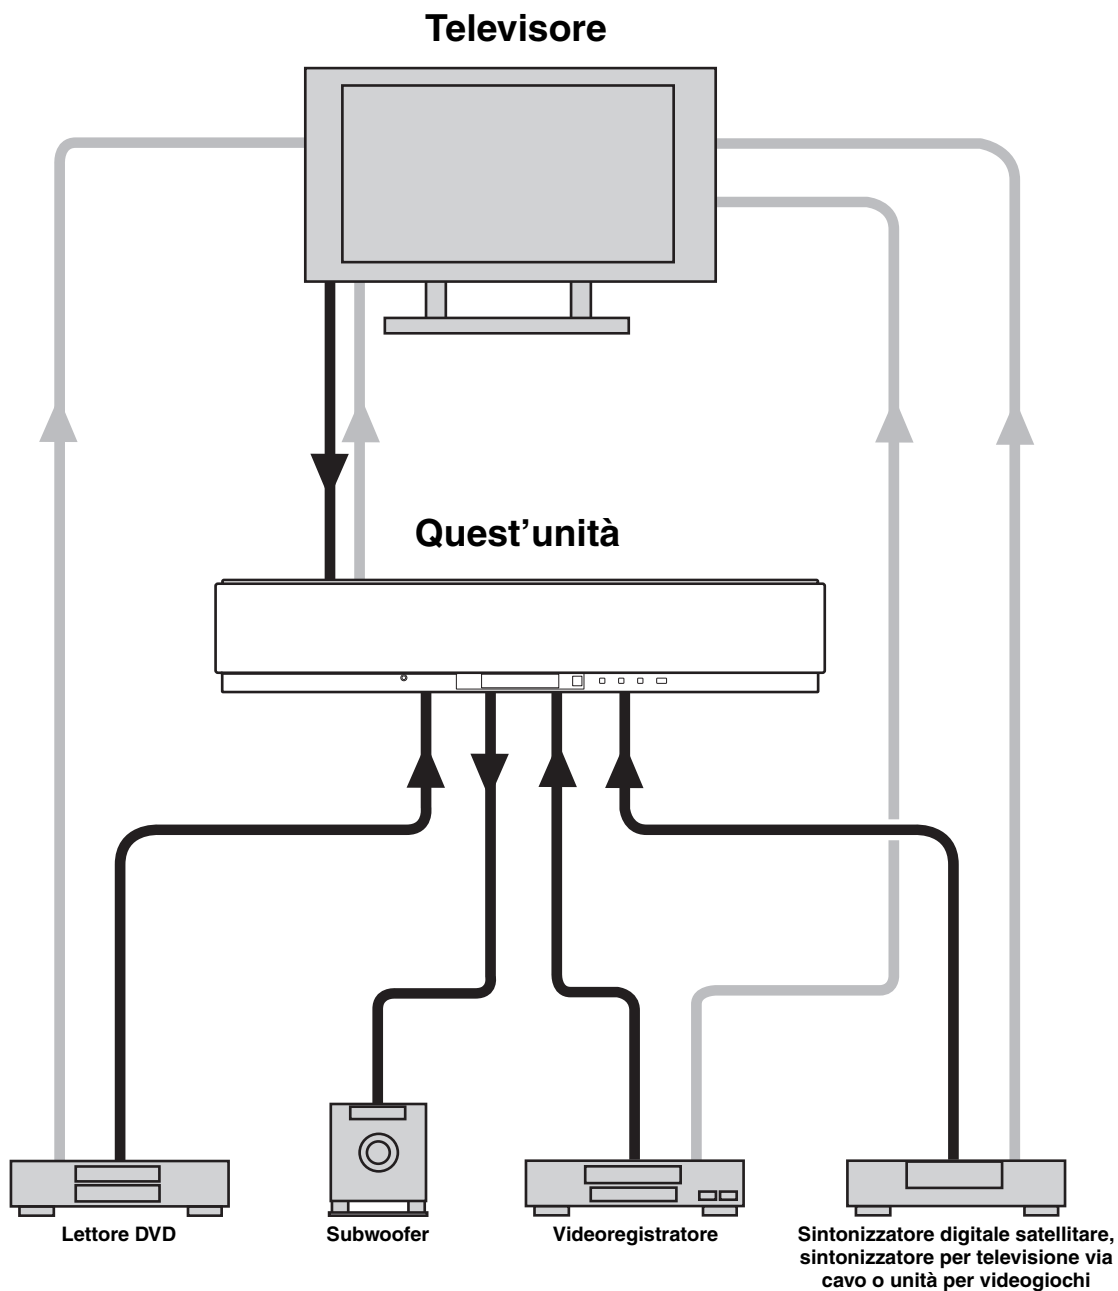 Televisore
Quest’unità
Lettore DVD
Subwoofer
Videoregistratore
Sintonizzatore digitale satellitare,
sintonizzatore per televisione via
cavo o unità per videogiochi